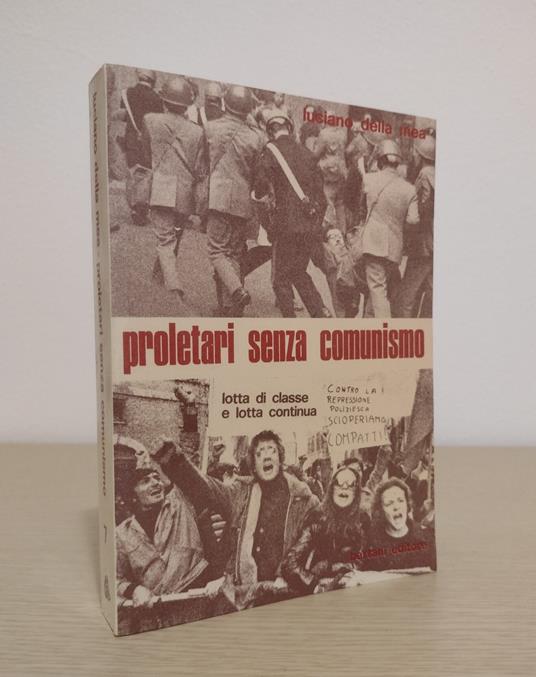 luciano della mea
proletari senza comunismo
lotta di classe
e lotta continua
CONTRO LA
REPRESSIONE
POLIZIESCA
SCIOPERIAMO
COMPATTI!
bertani editore
luciano della mea proletari senza comunismo